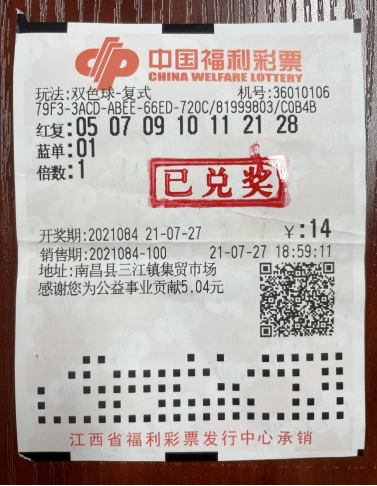 中国福利彩票
CHINA WELFARE LOTTERY
玩法:双色球-复式 机号:36010106
79F3-3ACD-ABEE-66ED-720C/81999803/C0B4B
红复:05 07 09 10 11 21 28
蓝单:01
倍数:1
已兑奖
开奖期:2021084 21-07-27 ¥:14
销售期:2021084-100 21-07-27 18:59:11
地址:南昌县三江镇集贸市场
感谢您为公益事业贡献5.04元
江西省福利彩票发行中心承销